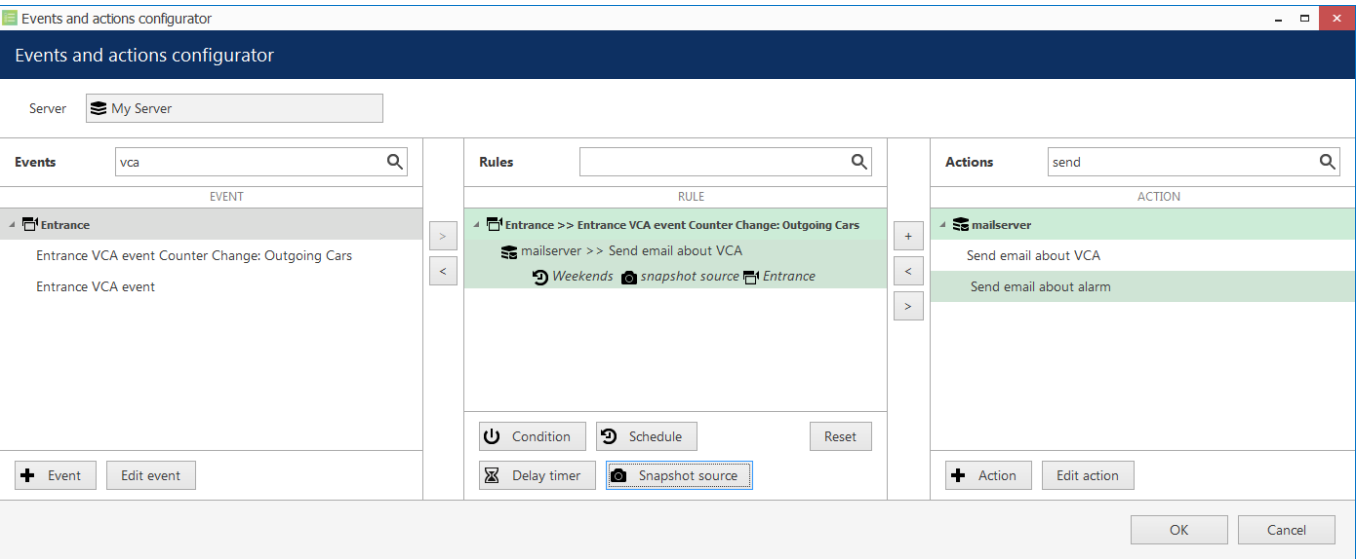 Events and actions configurator
Events and actions configurator
Server My Server
Events vca
EVENT
Entrance
Entrance VCA event Counter Change: Outgoing Cars
Entrance VCA event
Edit event
Event
>
<
Rules
RULE
Entrance >> Entrance VCA event Counter Change: Outgoing Cars
mailserver >> Send email about VCA
Weekends snapshot source Entrance
Condition Schedule Reset
Delay timer Snapshot source
+
<
>
Actions send
ACTION
mailserver
Send email about VCA
Send email about alarm
Action Edit action
OK Cancel